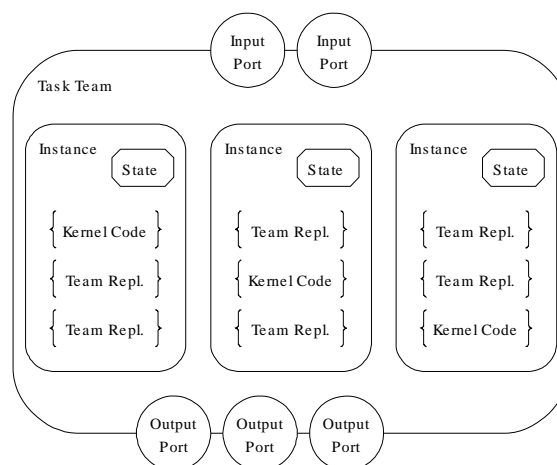 Input
Port
Input
Port
Task Team
Instance
State
{ Kernel Code }
{ Team Repl. }
{ Team Repl. }
Instance
State
{ Team Repl. }
{ Kernel Code }
{ Team Repl. }
Instance
State
{ Team Repl. }
{ Team Repl. }
{ Kernel Code }
Output
Port
Output
Port
Output
Port